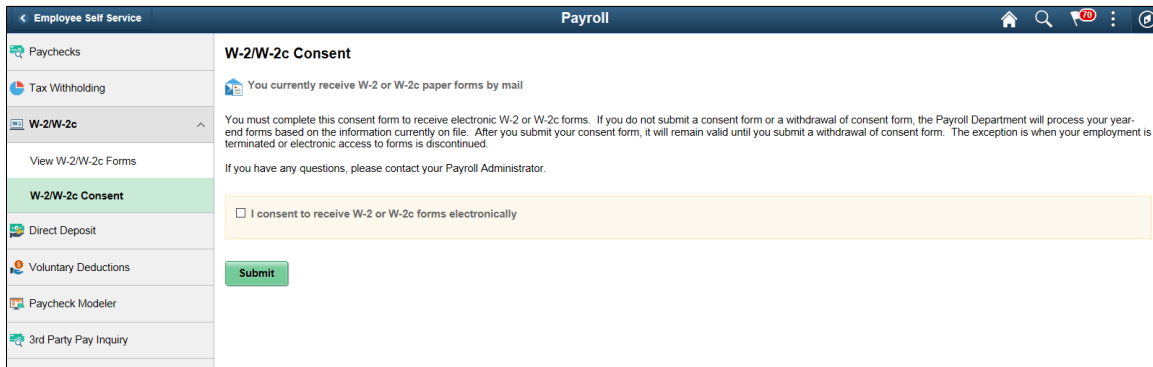 Employee Self Service
Payroll
70
Paychecks
Tax Withholding
W-2/W-2c
View W-2/W-2c Forms
W-2/W-2c Consent
Direct Deposit
Voluntary Deductions
Paycheck Modeler
3rd Party Pay Inquiry
W-2/W-2c Consent
You currently receive W-2 or W-2c paper forms by mail
You must complete this consent form to receive electronic W-2 or W-2c forms. If you do not submit a consent form or a withdrawal of consent form, the Payroll Department will process your year-
end forms based on the information currently on file. After you submit your consent form, it will remain valid until you submit a withdrawal of consent form. The exception is when your employment is
terminated or electronic access to forms is discontinued.
If you have any questions, please contact your Payroll Administrator.
I consent to receive W-2 or W-2c forms electronically
Submit